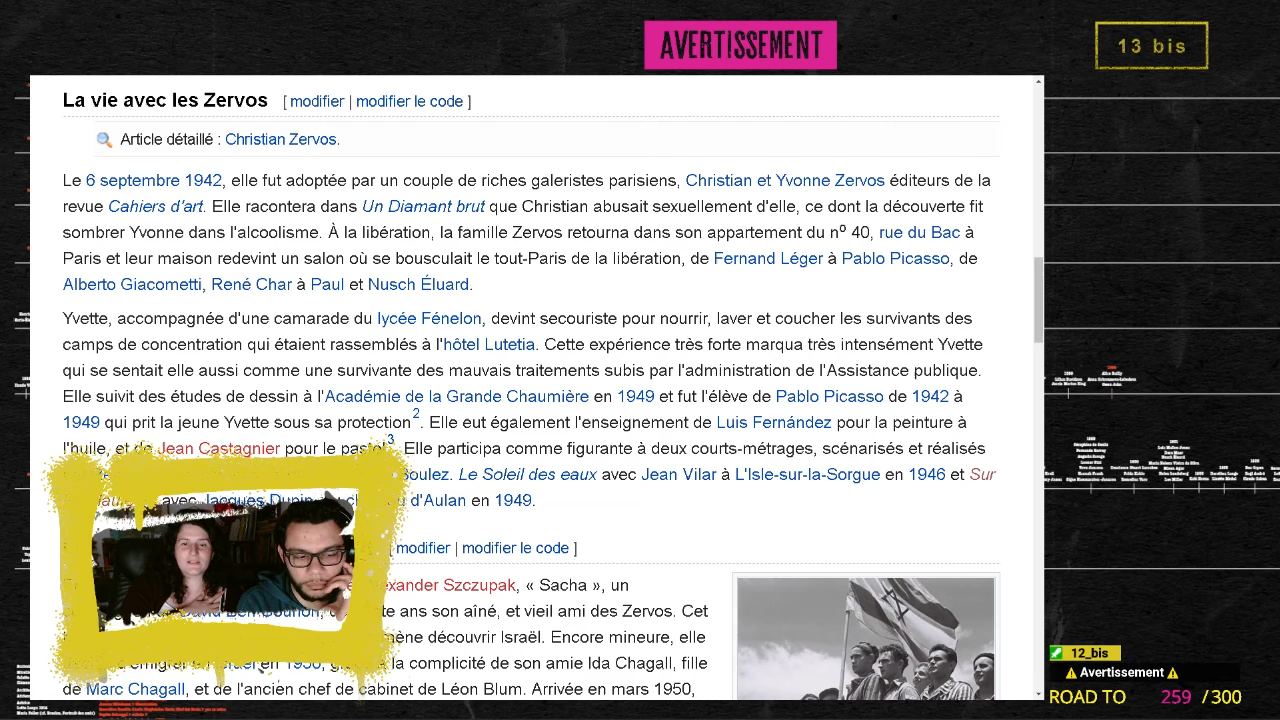 AVERTISSEMENT
13 bis
La vie avec les Zervos [ modifier | modifier le code ]
Article détaillé : Christian Zervos.
Le 6 septembre 1942, elle fut adoptée par un couple de riches galeristes parisiens, Christian et Yvonne Zervos éditeurs de la
revue Cahiers d'art. Elle racontera dans Un Diamant brut que Christian abusait sexuellement d'elle, ce dont la découverte fit
sombrer Yvonne dans l'alcoolisme. À la libération, la famille Zervos retourna dans son appartement du nº 40, rue du Bac à
Paris et leur maison redevint un salon où se bousculait le tout-Paris de la libération, de Fernand Léger à Pablo Picasso, de
Alberto Giacometti, René Char à Paul et Nusch Éluard.
Yvette, accompagnée d'une camarade du lycée Fénelon, devint secouriste pour nourrir, laver et coucher les survivants des
camps de concentration qui étaient rassemblés à l'hôtel Lutetia. Cette expérience très forte marqua très intensément Yvette
qui se sentait elle aussi comme une survivante des mauvais traitements subis par l'administration de l'Assistance publique.
Elle suivit des études de dessin à l'Académie de la Grande Chaumière en 1949 et fut l'élève de Pablo Picasso de 1942 à
1949 qui prit la jeune Yvette sous sa protection2. Elle eut également l'enseignement de Luis Fernández pour la peinture à
l'huile, et de Jean Castagnier pour le pastel3. Elle participa comme figurante à deux courts-métrages, scénarisés et réalisés
soleil des eaux avec Jean Vilar à L'Isle-sur-la-Sorgue en 1946 et Sur
avec Jacques Dupin d'Aulan en 1949.
modifier | modifier le code ]
Szczupak, « Sacha », un
ans son aîné, et vieil ami des Zervos. Cet
découvrir Israël. Encore mineure, elle
en 1950, la complicité de son amie Ida Chagall, fille
de Marc Chagall, et de l'ancien chef de cabinet de Léon Blum. Arrivée en mars 1950,
12_bis
Avertissement
ROAD TO 259 / 300